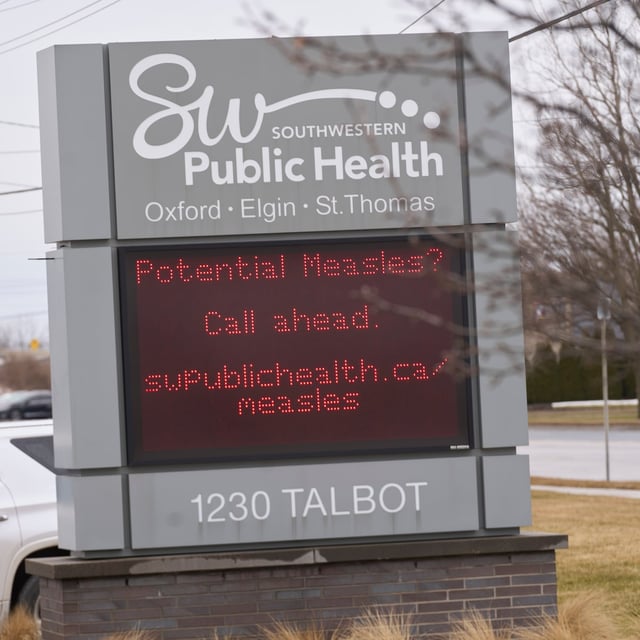 SW
SOUTHWESTERN
Public Health
Oxford · Elgin · St.Thomas
Potential Measles?
Call ahead.
swpublichealth.ca/
measles
1230 TALBOT